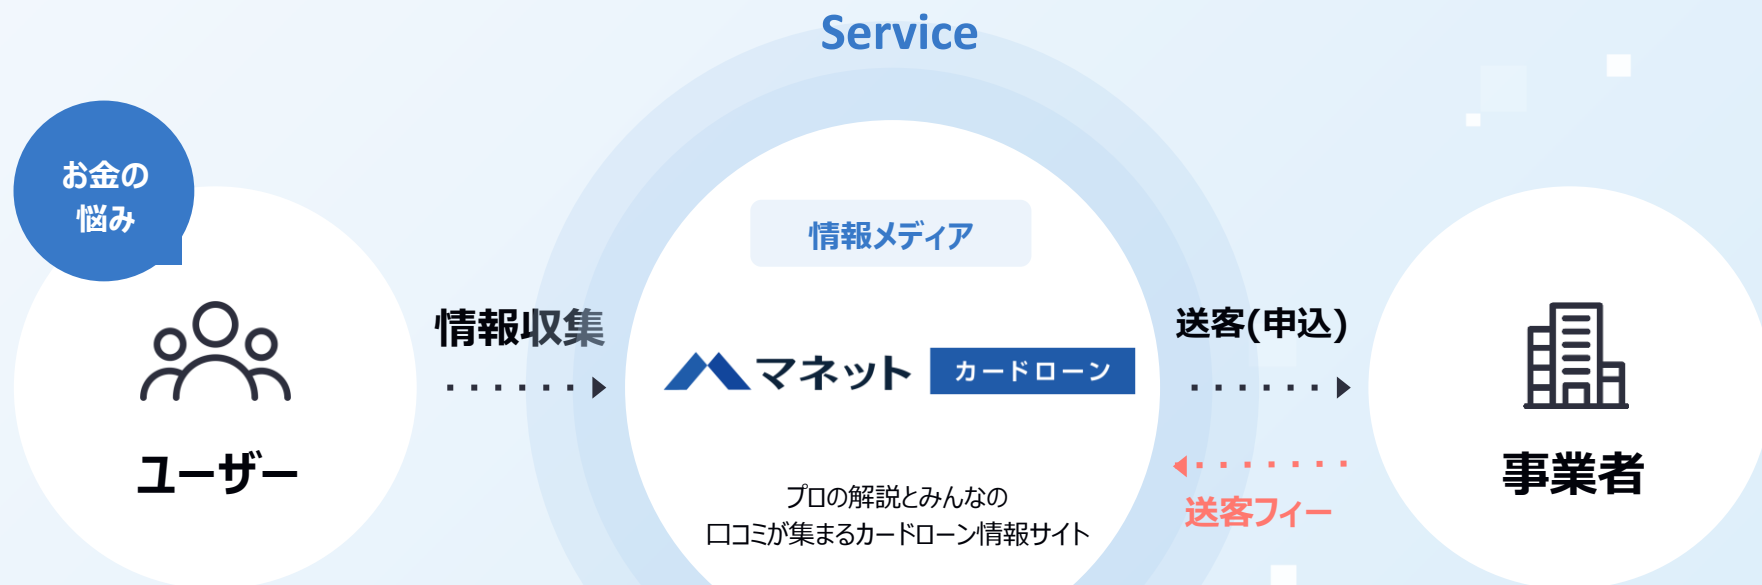 Service
お金の
悩み
ユーザー
情報収集
情報メディア
マネット カードローン
プロの解説とみんなの
口コミが集まるカードローン情報サイト
送客(申込)
送客フィー
事業者